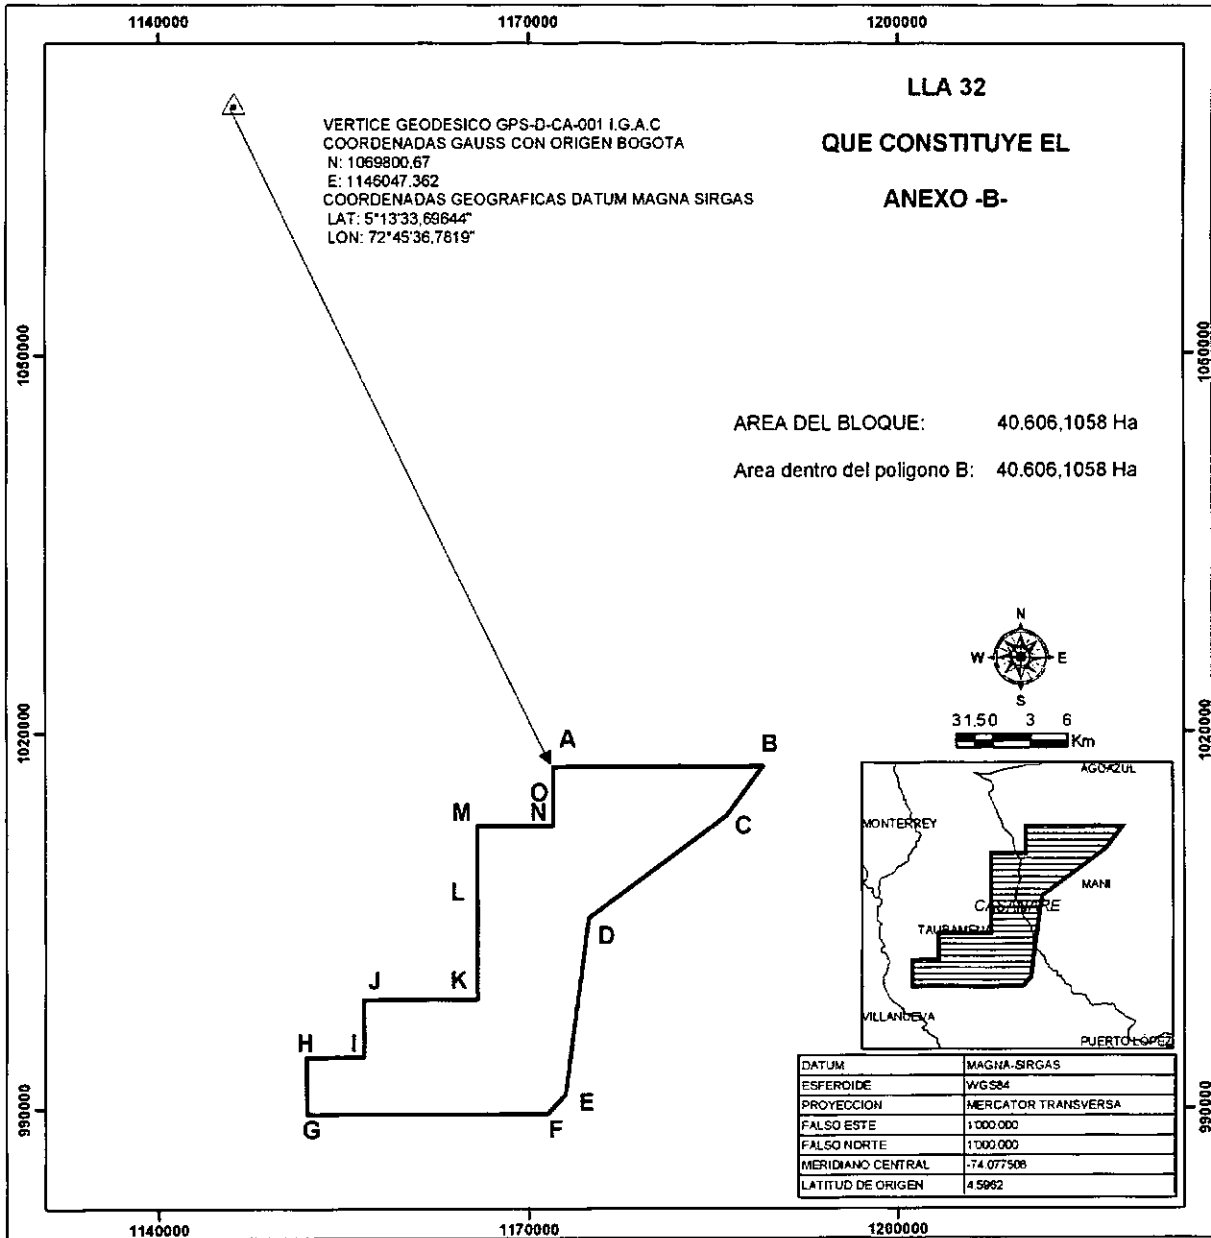 1140000 1170000 1200000
LLA 32
QUE CONSTITUYE EL
ANEXO -B-
VERTICE GEODESICO GPS-D-CA-001 I.G.A.C
COORDENADAS GAUSS CON ORIGEN BOGOTA
N: 1069800,67
E: 1146047.362
COORDENADAS GEOGRAFICAS DATUM MAGNA SIRGAS
LAT: 5°13'33,69644"
LON: 72°45'36,7819"
1050000 1050000
AREA DEL BLOQUE: 40.606,1058 Ha
Area dentro del poligono B: 40.606,1058 Ha
N
W E
S
1020000 1020000
31,50 3 6
Km
A B
O
M N C
L
D
J K
H I
E
G F
AGUAZUL
MONTERREY
MANI
CASANARE
TAURAMENA
VILLANUEVA
PUERTO LÓPEZ
DATUM MAGNA-SIRGAS
ESFEROIDE WGS84
PROYECCION MERCATOR TRANSVERSA
FALSO ESTE 1'000.000
FALSO NORTE 1'000.000
MERIDIANO CENTRAL -74.077508
LATITUD DE ORIGEN 4.5962
990000 990000
1140000 1170000 1200000